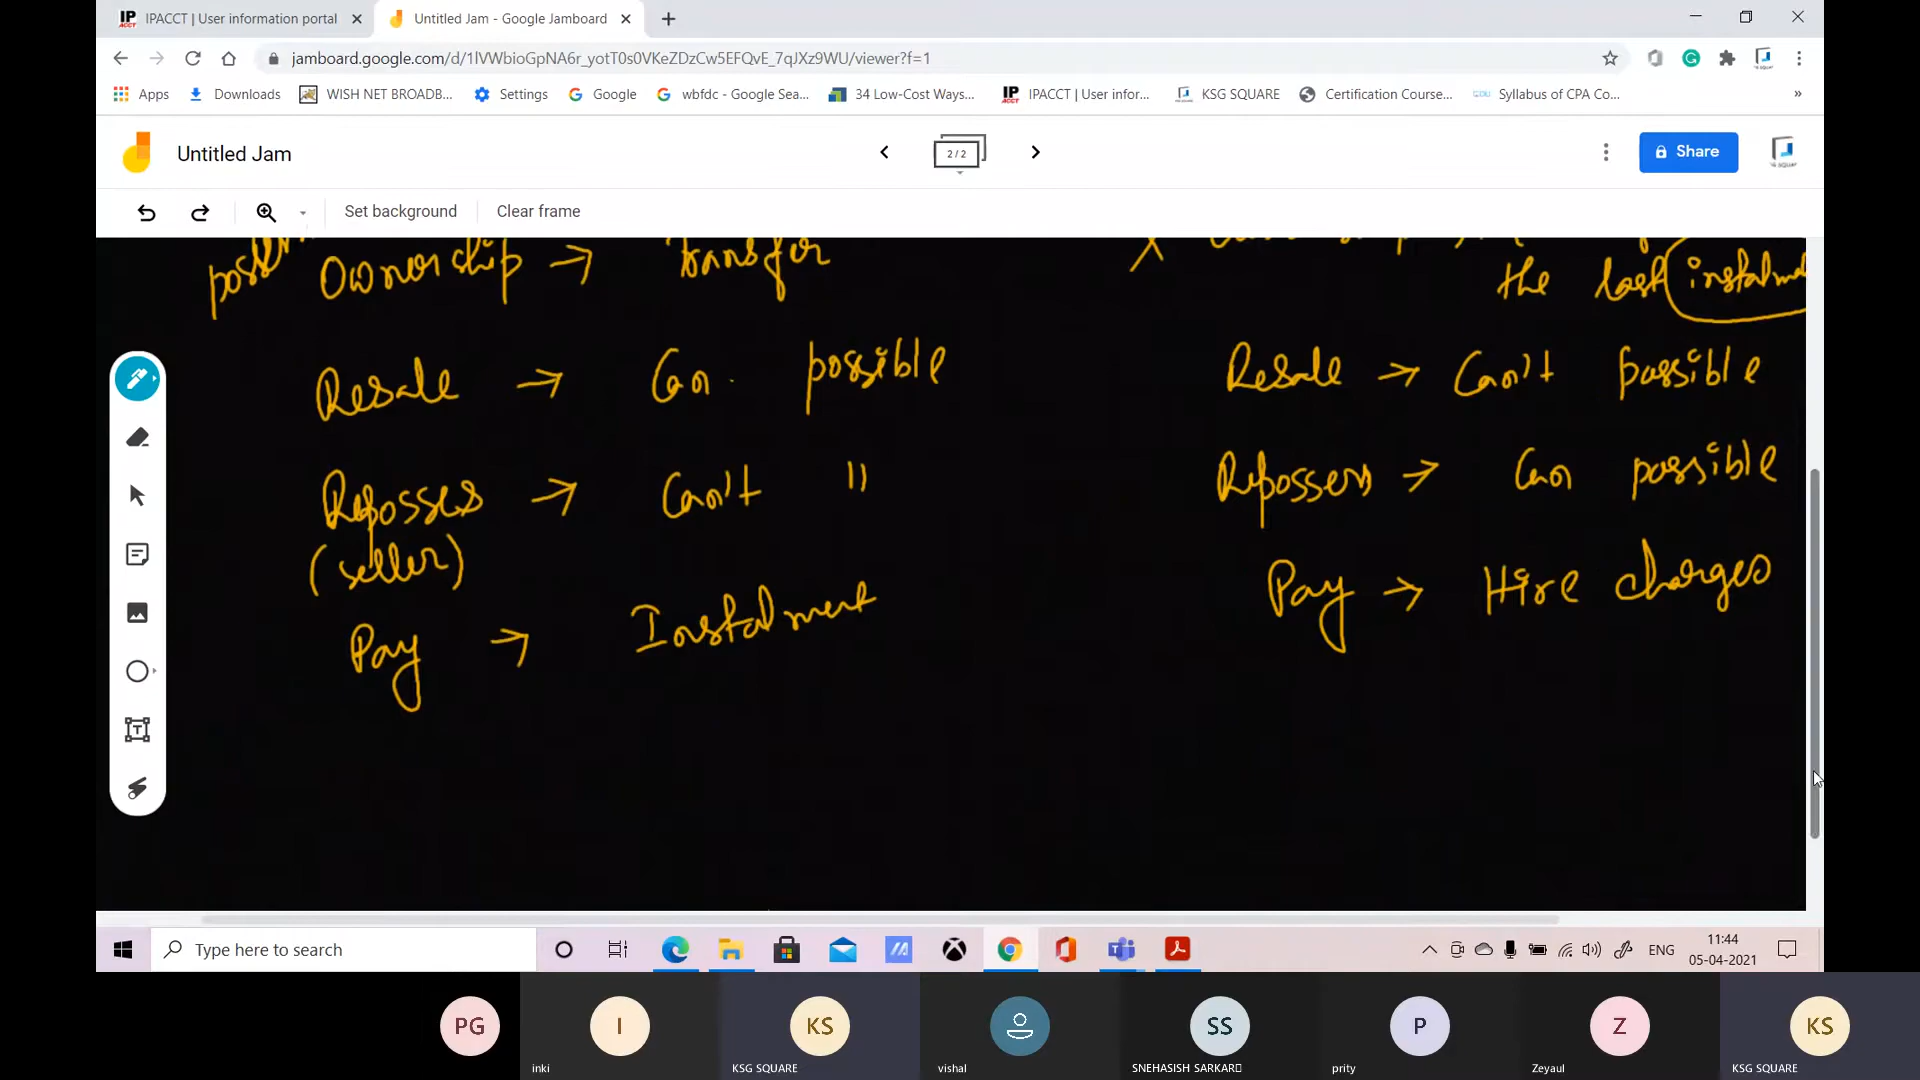 IPACCT | User information portal
Untitled Jam - Google Jamboard
jamboard.google.com/d/1lVWbioGpNA6r_yotT0s0VKeZDzCw5EFQvE_7qJXz9WU/viewer?f=1
Apps Downloads WISH NET BROADB... Settings Google wbfdc - Google Sea... 34 Low-Cost Ways... IPACCT | User infor... KSG SQUARE Certification Course... Syllabus of CPA Co... »
Untitled Jam
2 / 2
Share
Set background Clear frame
Ownership → transfer
the last instalme
Resale → Can possible
Resale → Can't possible
Reposses → Can't "
(seller)
Repossess → Can possible
Pay → Instalment
Pay → Hire charges
Type here to search
ENG
11:44
05-04-2021
PG I KS SS P Z KS
inki KSG SQUARE vishal SNEHASISH SARKAR prity Zeyaul KSG SQUARE